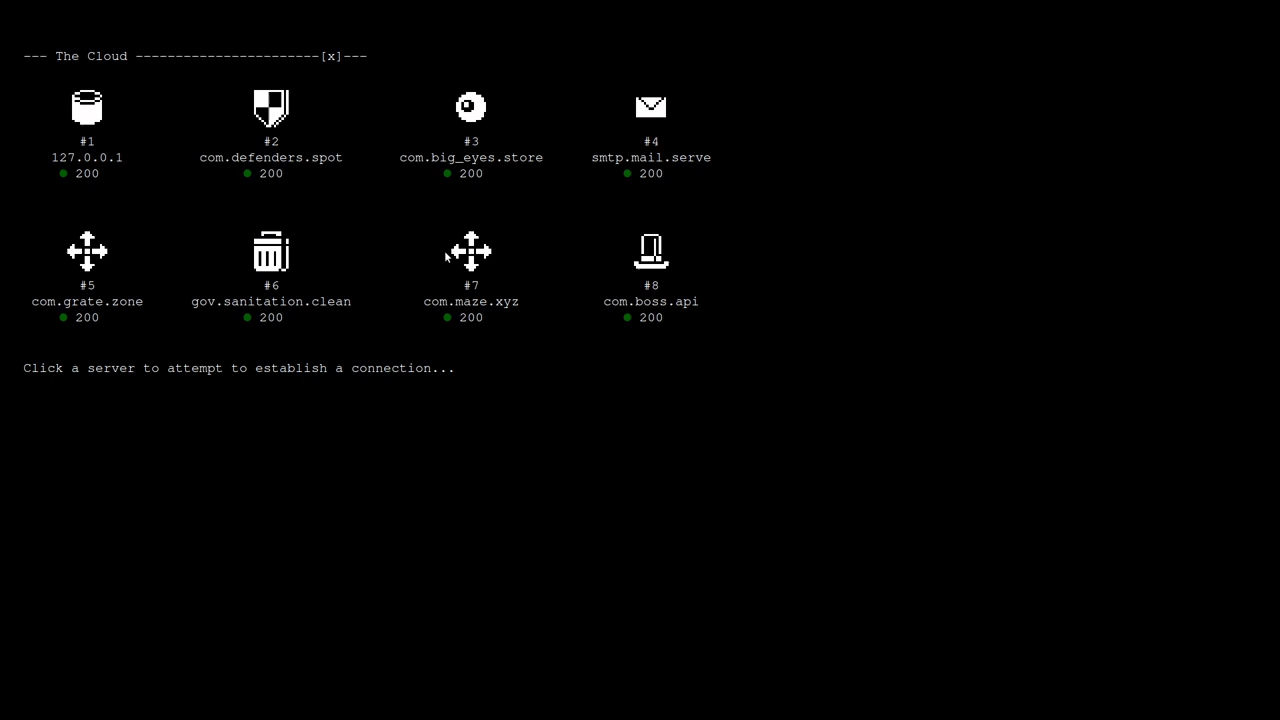 --- The Cloud -----------------------[x]---
#1 #2 #3 #4
127.0.0.1 com.defenders.spot com.big_eyes.store smtp.mail.serve
200 200 200 200
#5 #6 #7 #8
com.grate.zone gov.sanitation.clean com.maze.xyz com.boss.api
200 200 200 200
Click a server to attempt to establish a connection...